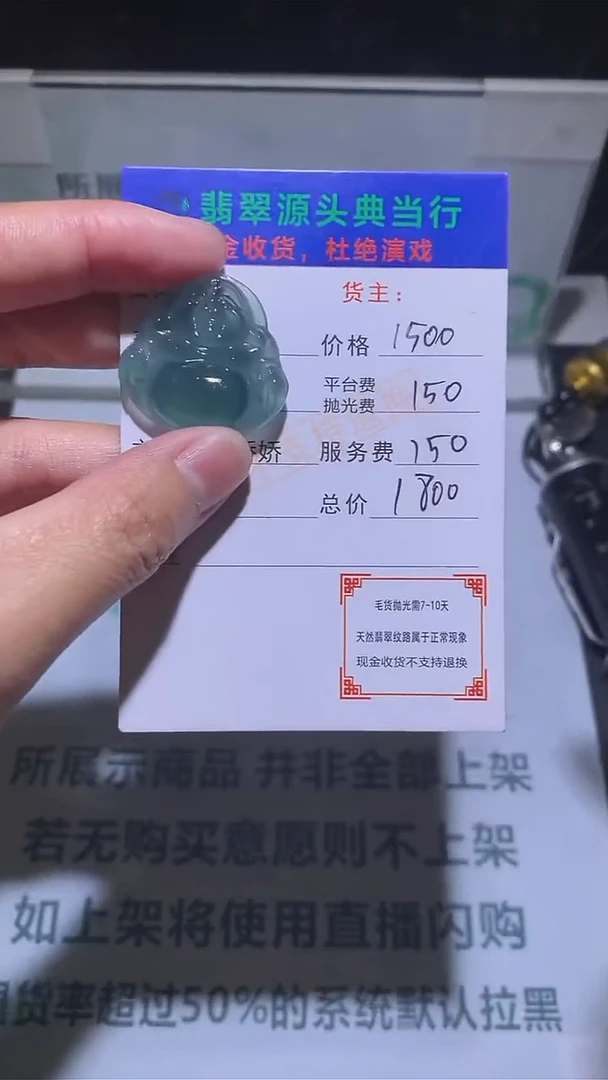 翡翠源头典当行
金收货，杜绝演戏
货主：
价格 1500
平台费
抛光费 150
娇 服务费 150
总价 1800
毛货抛光需7-10天
天然翡翠纹路属于正常现象
现金收货不支持退换
所展示商品 并非全部上架
若无购买意愿则不上架
如上架将使用直播闪购
货率超过50%的系统默认拉黑